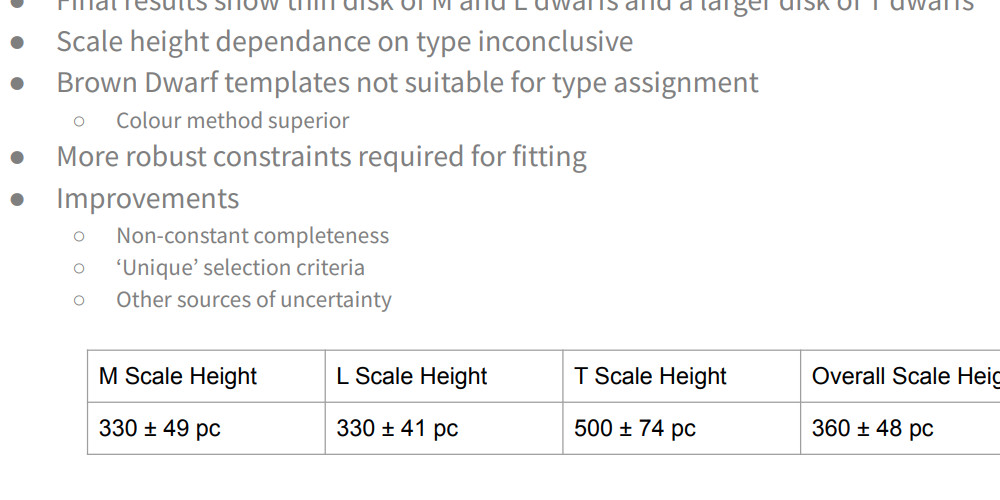 Final results show thin disk of M and L dwarfs and a larger disk of T dwarfs
Scale height dependance on type inconclusive
Brown Dwarf templates not suitable for type assignment
Colour method superior
More robust constraints required for fitting
Improvements
Non-constant completeness
‘Unique’ selection criteria
Other sources of uncertainty
M Scale Height L Scale Height T Scale Height Overall Scale Heig
330 ± 49 pc 330 ± 41 pc 500 ± 74 pc 360 ± 48 pc